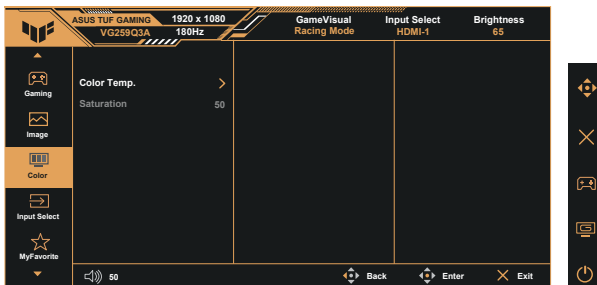 ASUS TUF GAMING 1920 x 1080 GameVisual Input Select Brightness
VG259Q3A 180Hz Racing Mode HDMI-1 65
Gaming
Image
Color
Input Select
MyFavorite
Color Temp.
Saturation 50
50 Back Enter Exit